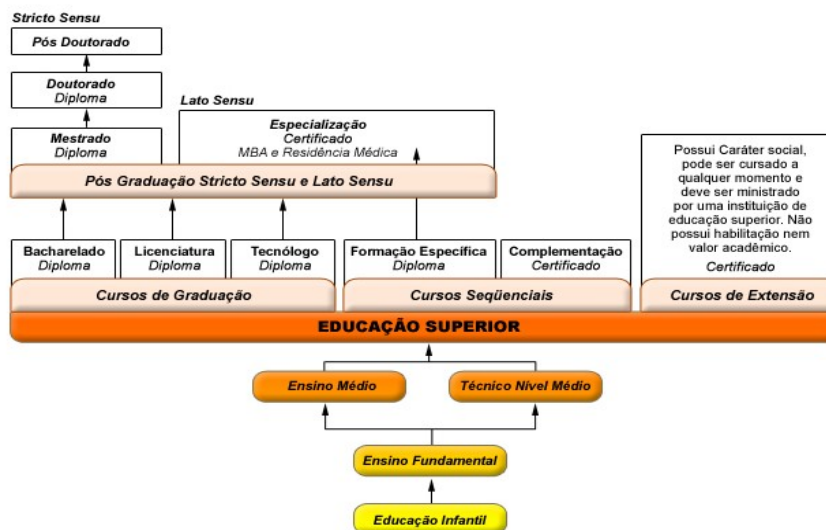 Stricto Sensu
Pós Doutorado
Doutorado
Diploma
Mestrado
Diploma
Lato Sensu
Especialização
Certificado
MBA e Residência Médica
Pós Graduação Stricto Sensu e Lato Sensu
Possui Caráter social,
pode ser cursado a
qualquer momento e
deve ser ministrado
por uma instituição de
educação superior. Não
possui habilitação nem
valor acadêmico.
Certificado
Bacharelado
Diploma
Licenciatura
Diploma
Tecnólogo
Diploma
Formação Específica
Diploma
Complementação
Certificado
Cursos de Graduação
Cursos Seqüenciais
Cursos de Extensão
EDUCAÇÃO SUPERIOR
Ensino Médio
Técnico Nível Médio
Ensino Fundamental
Educação Infantil